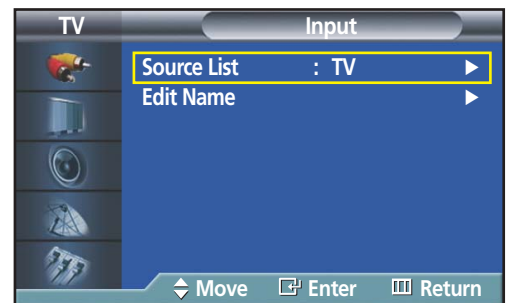 TV Input
Source List : TV
Edit Name
Move Enter Return